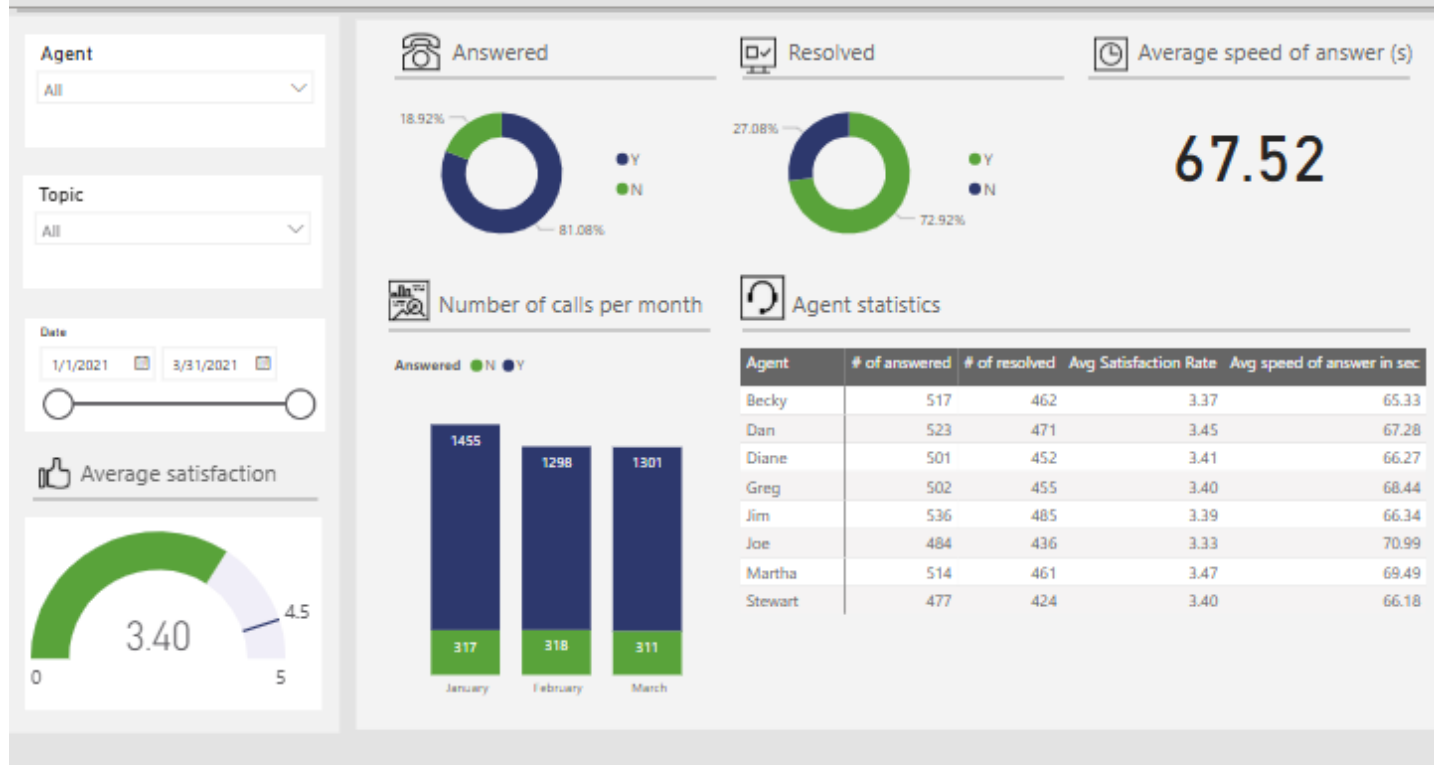 Agent
All
Topic
All
Date
1/1/2021 3/31/2021
Average satisfaction
3.40
4.5
0 5
Answered
18.92%
Y
N
81.08%
Resolved
27.08%
Y
N
72.92%
Average speed of answer (s)
67.52
Number of calls per month
Answered N Y
1455 1298 1301
317 318 311
January February March
Agent statistics
Agent # of answered # of resolved Avg Satisfaction Rate Avg speed of answer in sec
Becky 517 462 3.37 65.33
Dan 523 471 3.45 67.28
Diane 501 452 3.41 66.27
Greg 502 455 3.40 68.44
Jim 536 485 3.39 66.34
Joe 484 436 3.33 70.99
Martha 514 461 3.47 69.49
Stewart 477 424 3.40 66.18